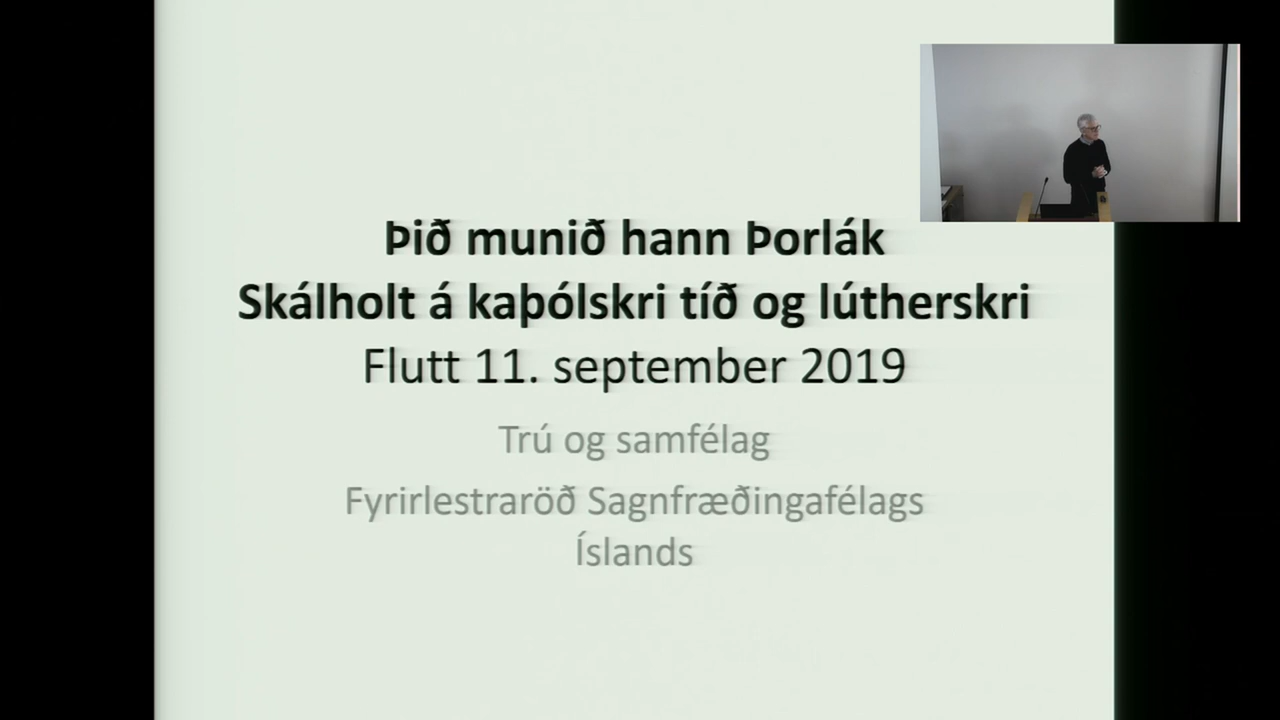 Þið munið hann Þorlák
Skálholt á kaþólskri tíð og lútherskri
Flutt 11. september 2019
Trú og samfélag
Fyrirlestraröð Sagnfræðingafélags
Íslands